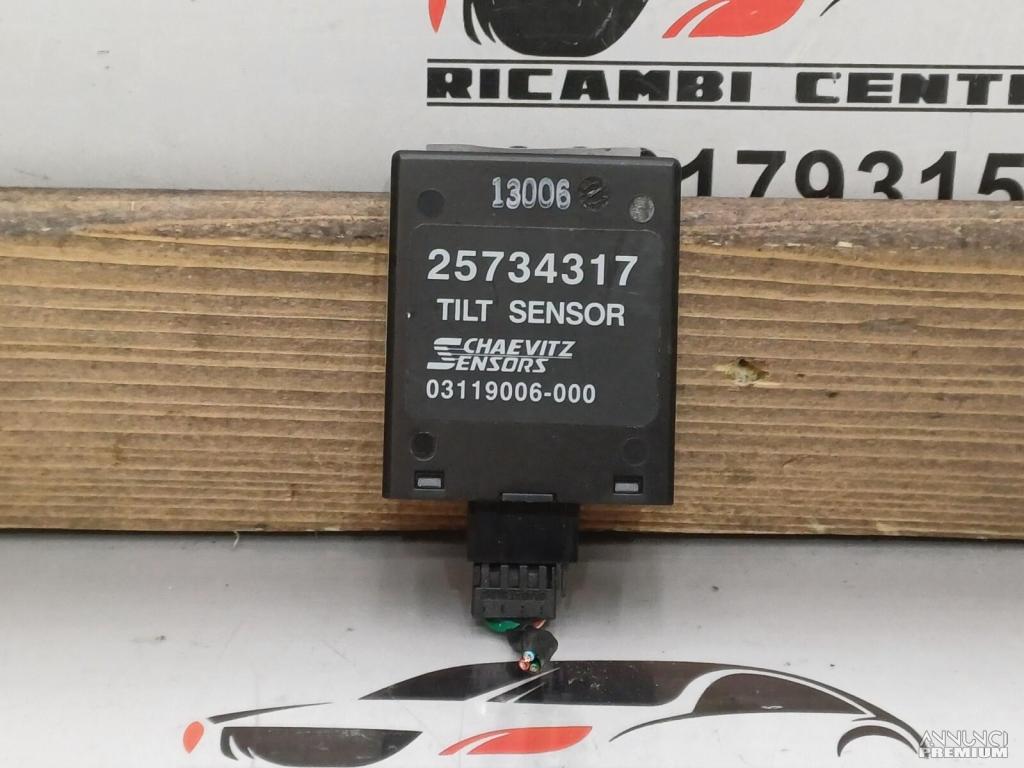 RICAMBI CENT
179315
13006
25734317
TILT SENSOR
SCHAEVITZ
SENSORS
03119006-000
ANNUNCI
PREMIUM